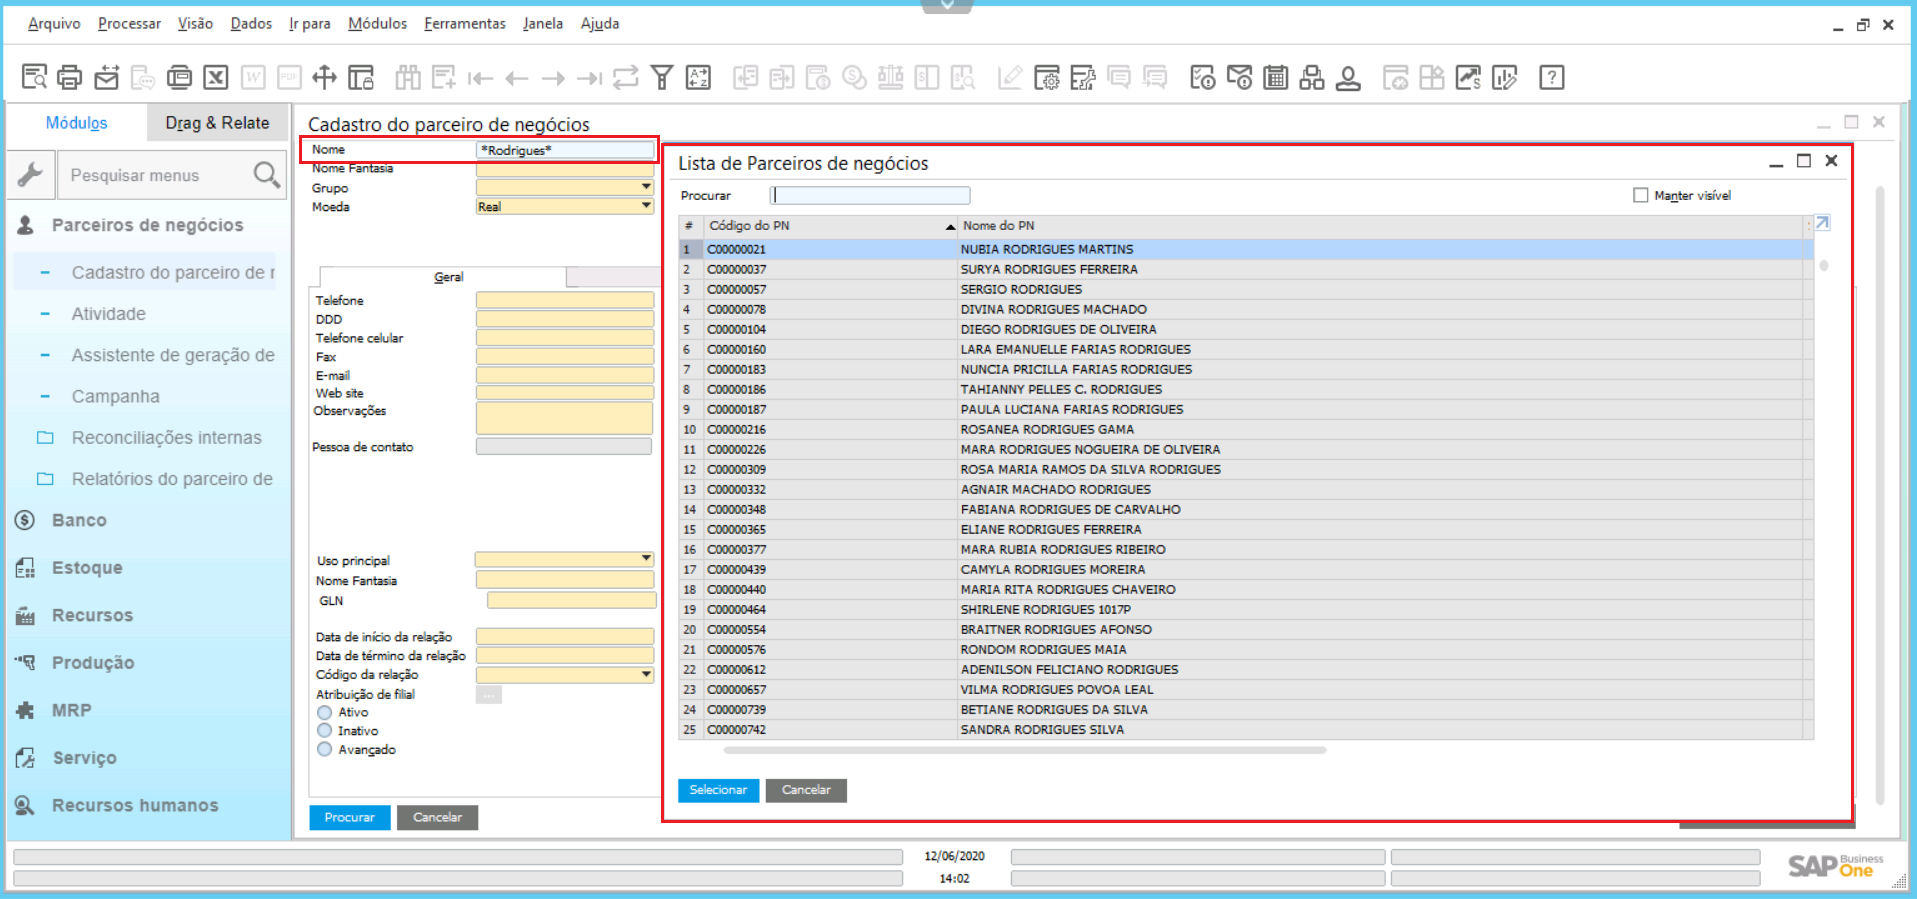 Arquivo Processar Visão Dados Ir para Módulos Ferramentas Janela Ajuda
Módulos Drag & Relate
Pesquisar menus
Parceiros de negócios
Cadastro do parceiro de r
Atividade
Assistente de geração de
Campanha
Reconciliações internas
Relatórios do parceiro de
Banco
Estoque
Recursos
Produção
MRP
Serviço
Recursos humanos
Cadastro do parceiro de negócios
Nome *Rodrigues*
Nome Fantasia
Grupo
Moeda Real
Geral
Telefone
DDD
Telefone celular
Fax
E-mail
Web site
Observações
Pessoa de contato
Uso principal
Nome Fantasia
GLN
Data de início da relação
Data de término da relação
Código da relação
Atribuição de filial ...
Ativo
Inativo
Avançado
Procurar Cancelar
Lista de Parceiros de negócios
Procurar Manter visível
# Código do PN Nome do PN
1 C00000021 NUBIA RODRIGUES MARTINS
2 C00000037 SURYA RODRIGUES FERREIRA
3 C00000057 SERGIO RODRIGUES
4 C00000078 DIVINA RODRIGUES MACHADO
5 C00000104 DIEGO RODRIGUES DE OLIVEIRA
6 C00000160 LARA EMANUELLE FARIAS RODRIGUES
7 C00000183 NUNCIA PRICILLA FARIAS RODRIGUES
8 C00000186 TAHIANNY PELLES C. RODRIGUES
9 C00000187 PAULA LUCIANA FARIAS RODRIGUES
10 C00000216 ROSANEA RODRIGUES GAMA
11 C00000226 MARA RODRIGUES NOGUEIRA DE OLIVEIRA
12 C00000309 ROSA MARIA RAMOS DA SILVA RODRIGUES
13 C00000332 AGNAIR MACHADO RODRIGUES
14 C00000348 FABIANA RODRIGUES DE CARVALHO
15 C00000365 ELIANE RODRIGUES FERREIRA
16 C00000377 MARA RUBIA RODRIGUES RIBEIRO
17 C00000439 CAMYLA RODRIGUES MOREIRA
18 C00000440 MARIA RITA RODRIGUES CHAVEIRO
19 C00000464 SHIRLENE RODRIGUES 1017P
20 C00000554 BRAITNER RODRIGUES AFONSO
21 C00000576 RONDOM RODRIGUES MAIA
22 C00000612 ADENILSON FELICIANO RODRIGUES
23 C00000657 VILMA RODRIGUES POVOA LEAL
24 C00000739 BETIANE RODRIGUES DA SILVA
25 C00000742 SANDRA RODRIGUES SILVA
Selecionar Cancelar
12/06/2020
14:02
SAP Business One